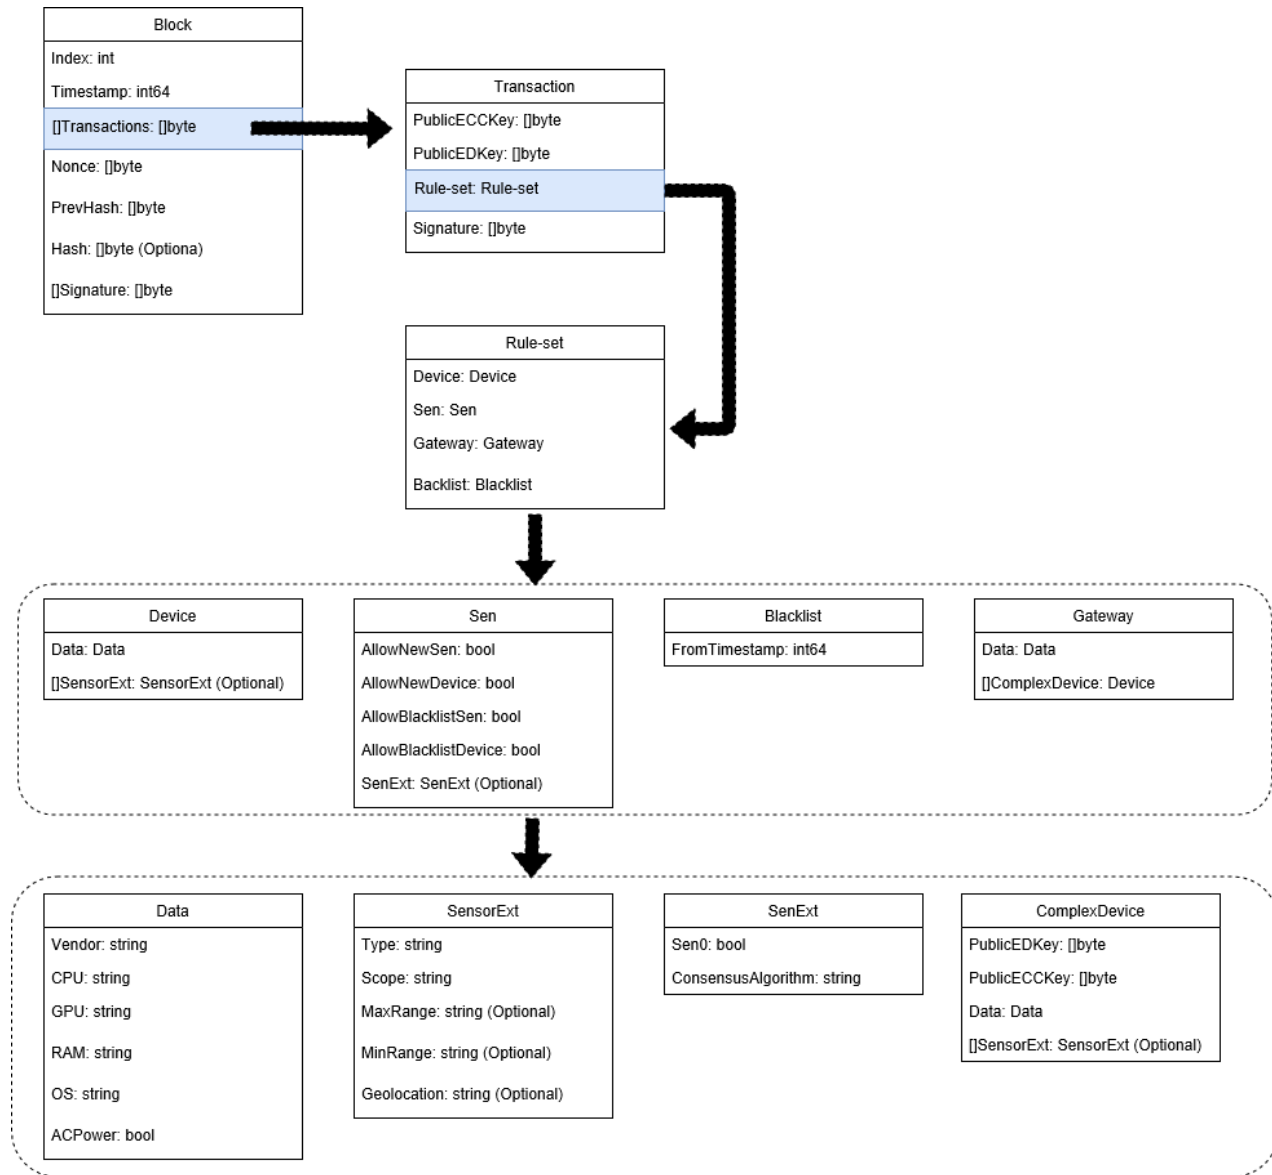 Block
Index: int
Timestamp: int64
[]Transactions: []byte
Nonce: []byte
PrevHash: []byte
Hash: []byte (Optiona)
[]Signature: []byte
Transaction
PublicECCKey: []byte
PublicEDKey: []byte
Rule-set: Rule-set
Signature: []byte
Rule-set
Device: Device
Sen: Sen
Gateway: Gateway
Backlist: Blacklist
Device
Data: Data
[]SensorExt: SensorExt (Optional)
Sen
AllowNewSen: bool
AllowNewDevice: bool
AllowBlacklistSen: bool
AllowBlacklistDevice: bool
SenExt: SenExt (Optional)
Blacklist
FromTimestamp: int64
Gateway
Data: Data
[]ComplexDevice: Device
Data
Vendor: string
CPU: string
GPU: string
RAM: string
OS: string
ACPower: bool
SensorExt
Type: string
Scope: string
MaxRange: string (Optional)
MinRange: string (Optional)
Geolocation: string (Optional)
SenExt
Sen0: bool
ConsensusAlgorithm: string
ComplexDevice
PublicEDKey: []byte
PublicECCKey: []byte
Data: Data
[]SensorExt: SensorExt (Optional)